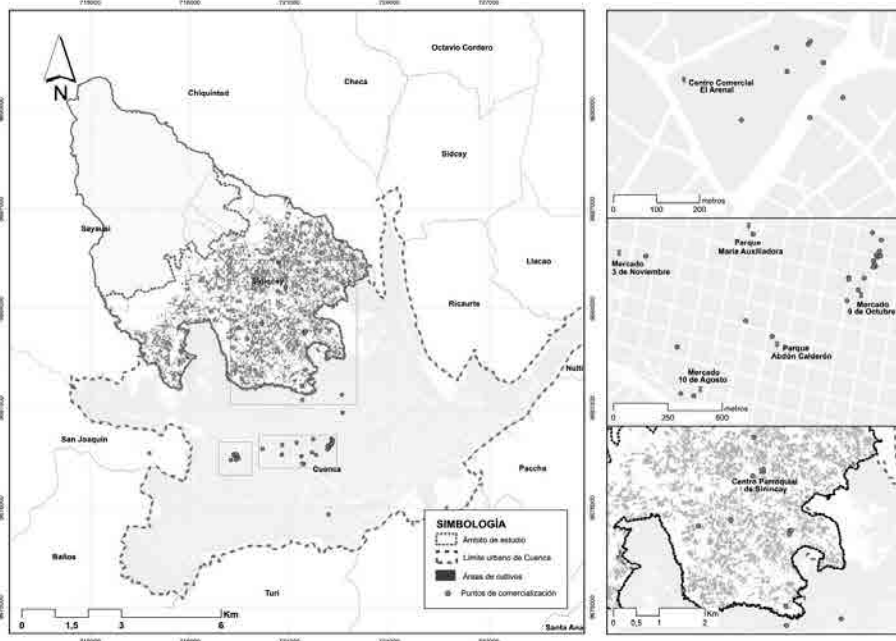 Octavio Cordero
Checa
Chiquintad
N
Sidcay
Sayausí
Sinincay
Llacao
Ricaurte
Nulti
San Joaquín
Cuenca
Paccha
Baños
Turi
Santa Ana
SIMBOLOGÍA
Ámbito de estudio
Límite urbano de Cuenca
Áreas de cultivos
Puntos de comercialización
Km
0 1,5 3 6
Centro Comercial
El Arenal
metros
0 100 200
Parque
María Auxiliadora
Mercado
3 de Noviembre
Mercado
9 de Octubre
Parque
Abdón Calderón
Mercado
10 de Agosto
metros
0 250 500
Centro Parroquial
de Sinincay
Km
0 0,5 1 2